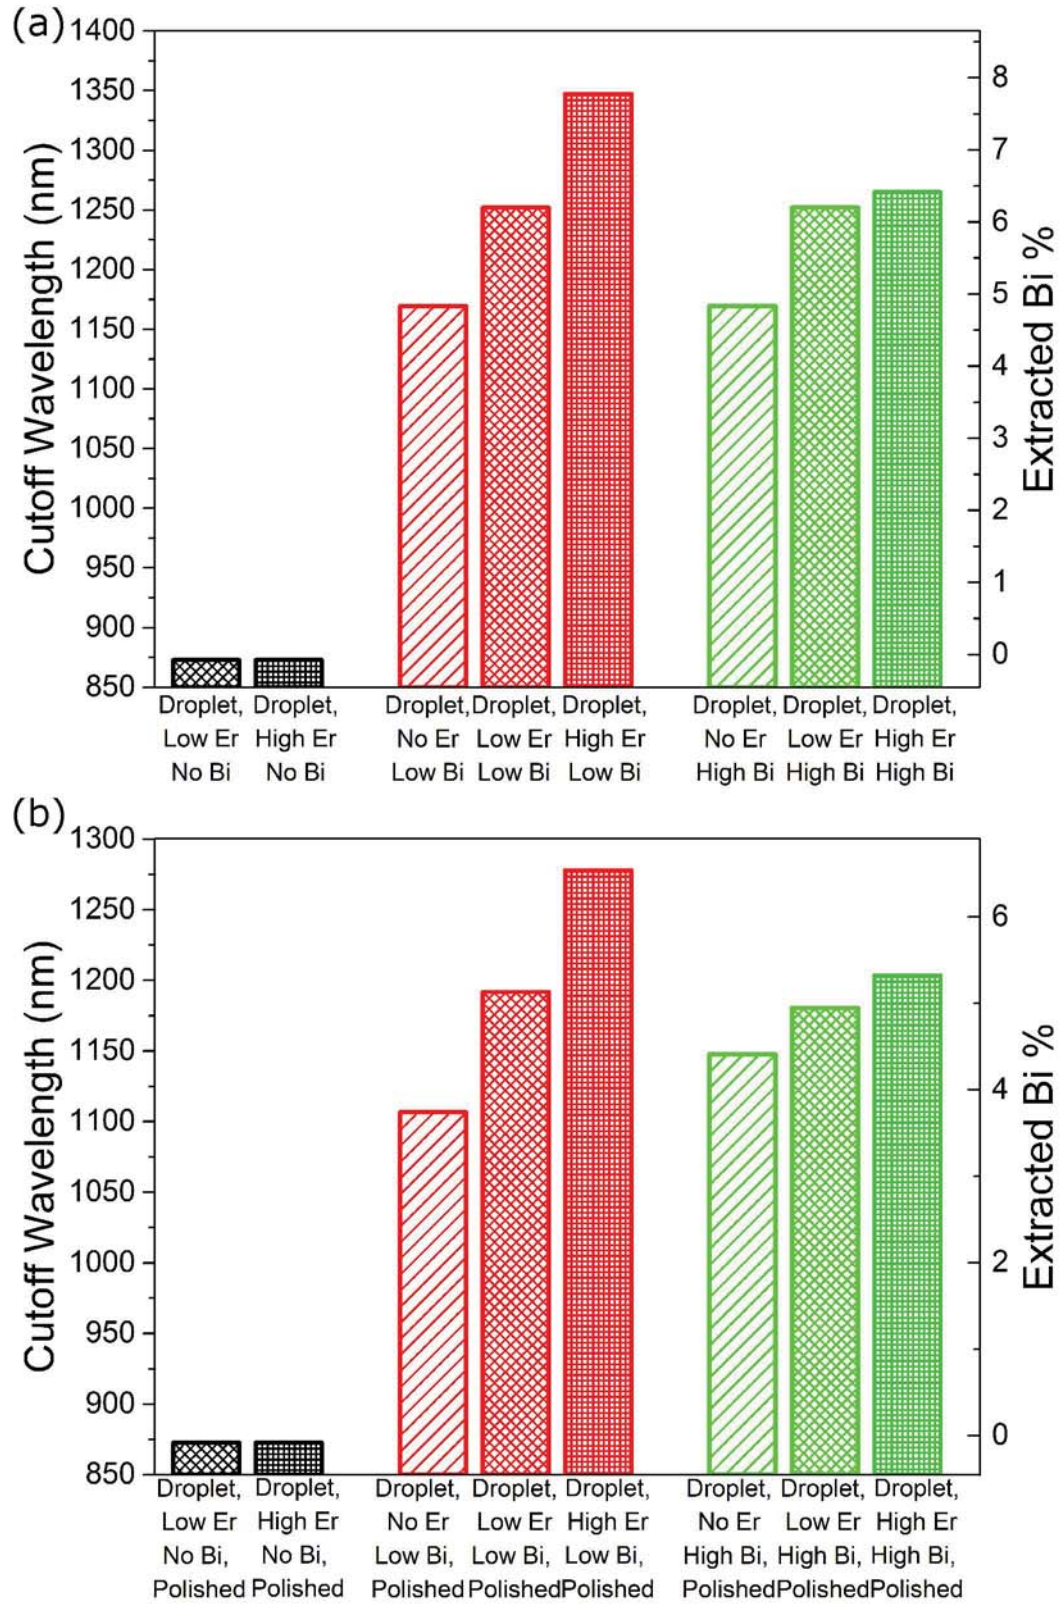 (a)
1400
1350
1300
1250
1200
1150
1100
1050
1000
950
900
850
Cutoff Wavelength (nm)
8
7
6
5
4
3
2
1
0
Extracted Bi %
Droplet, Droplet, Droplet, Droplet, Droplet, Droplet, Droplet, Droplet,
Low Er High Er No Er Low Er High Er No Er Low Er High Er
No Bi No Bi Low Bi Low Bi Low Bi High Bi High Bi High Bi
(b)
1300
1250
1200
1150
1100
1050
1000
950
900
850
Cutoff Wavelength (nm)
6
4
2
0
Extracted Bi %
Droplet, Droplet, Droplet, Droplet, Droplet, Droplet, Droplet, Droplet,
Low Er High Er No Er Low Er High Er No Er Low Er High Er
No Bi, No Bi, Low Bi, Low Bi, Low Bi, High Bi, High Bi, High Bi,
Polished Polished Polished Polished Polished Polished Polished Polished